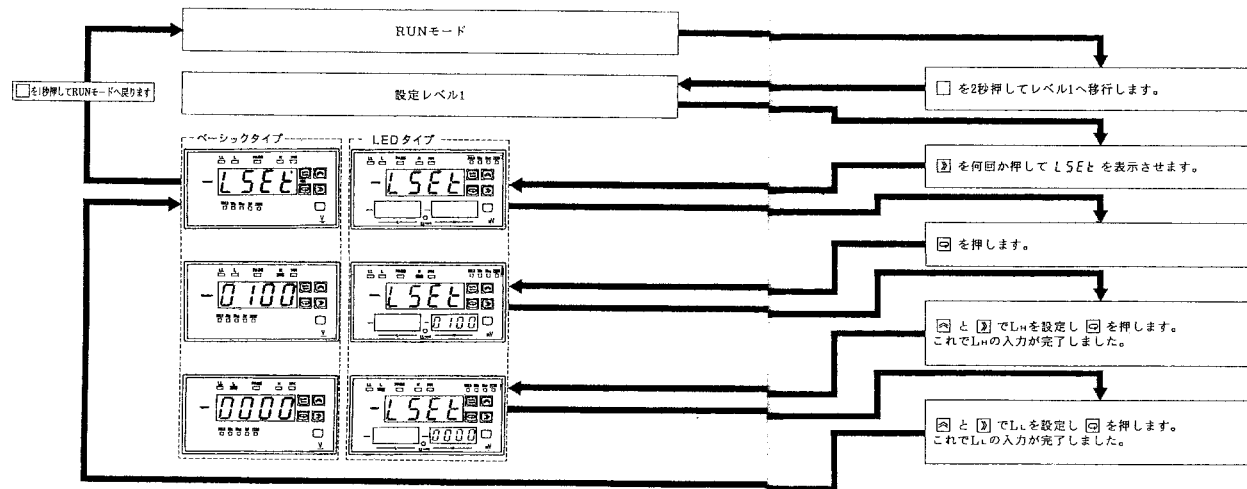 RUNモード
を1秒押してRUNモードへ戻ります
設定レベル1
を2秒押してレベル1へ移行します。
ベーシックタイプ
LEDタイプ
LSEt
LSEt
を何回か押して LSEt を表示させます。
を押します。
0100
LSEt
0100
と でLHを設定し を押します。
これでLHの入力が完了しました。
0000
LSEt
0000
と でLLを設定し を押します。
これでLLの入力が完了しました。